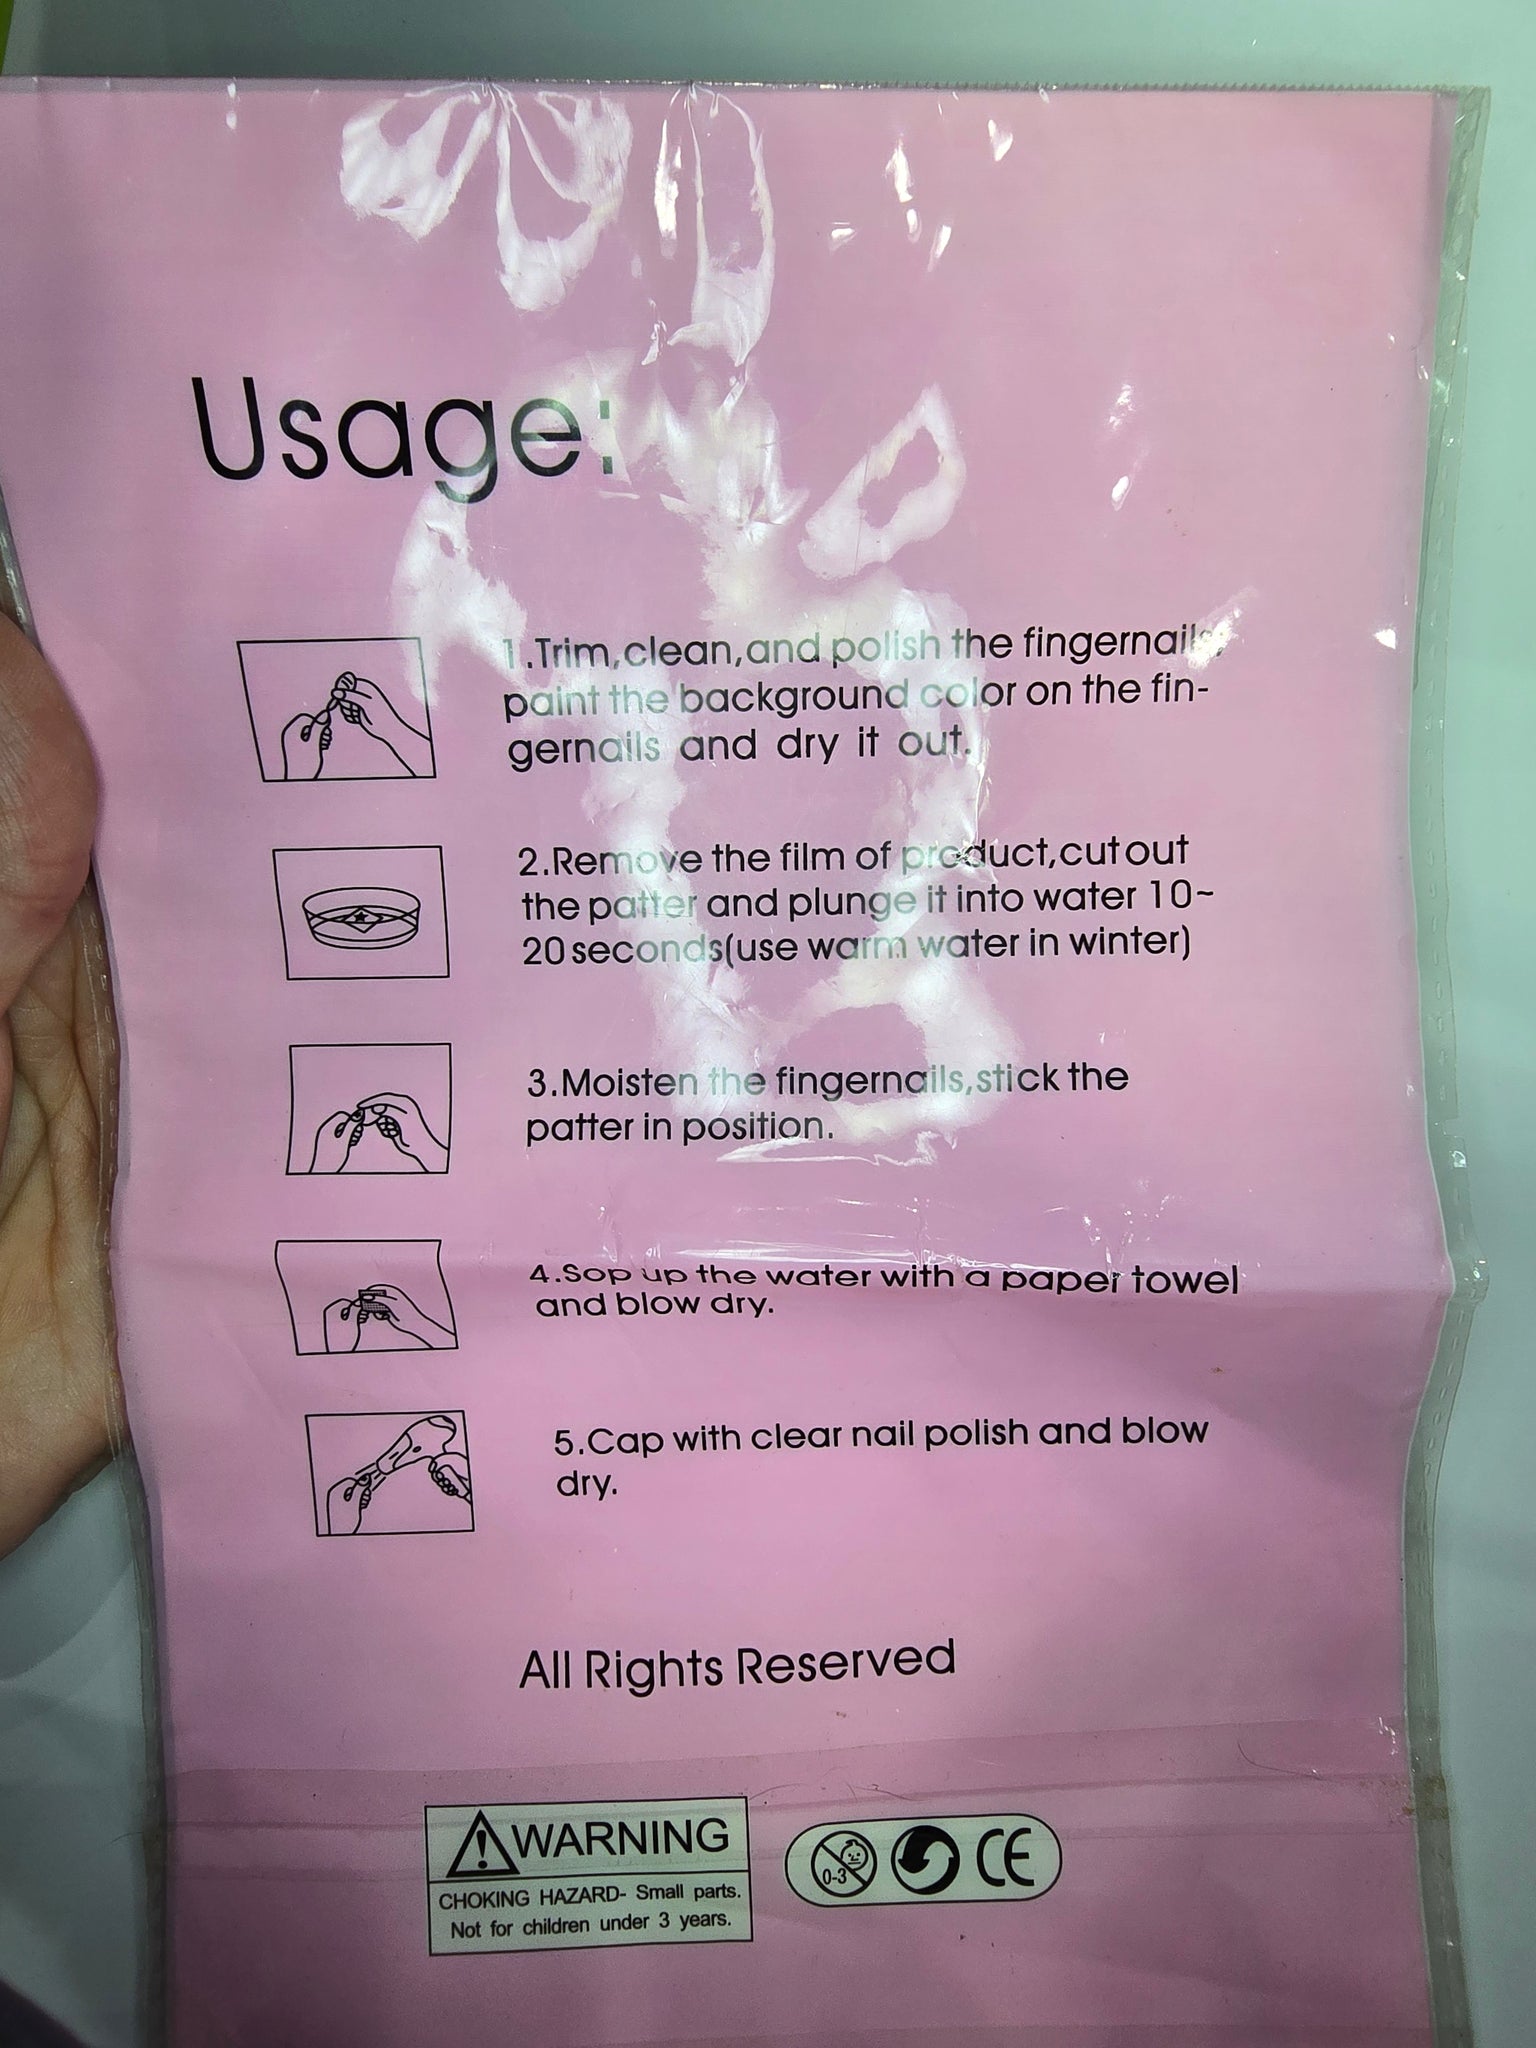 Usage:
1.Trim,clean,and polish the fingernails,
paint the background color on the fin-
gernails and dry it out.
2.Remove the film of product,cut out
the patter and plunge it into water 10~
20 seconds(use warm water in winter)
3.Moisten the fingernails,stick the
patter in position.
4.Sop up the water with a paper towel
and blow dry.
5.Cap with clear nail polish and blow
dry.
All Rights Reserved
WARNING
CHOKING HAZARD- Small parts.
Not for children under 3 years.
0-3
CE